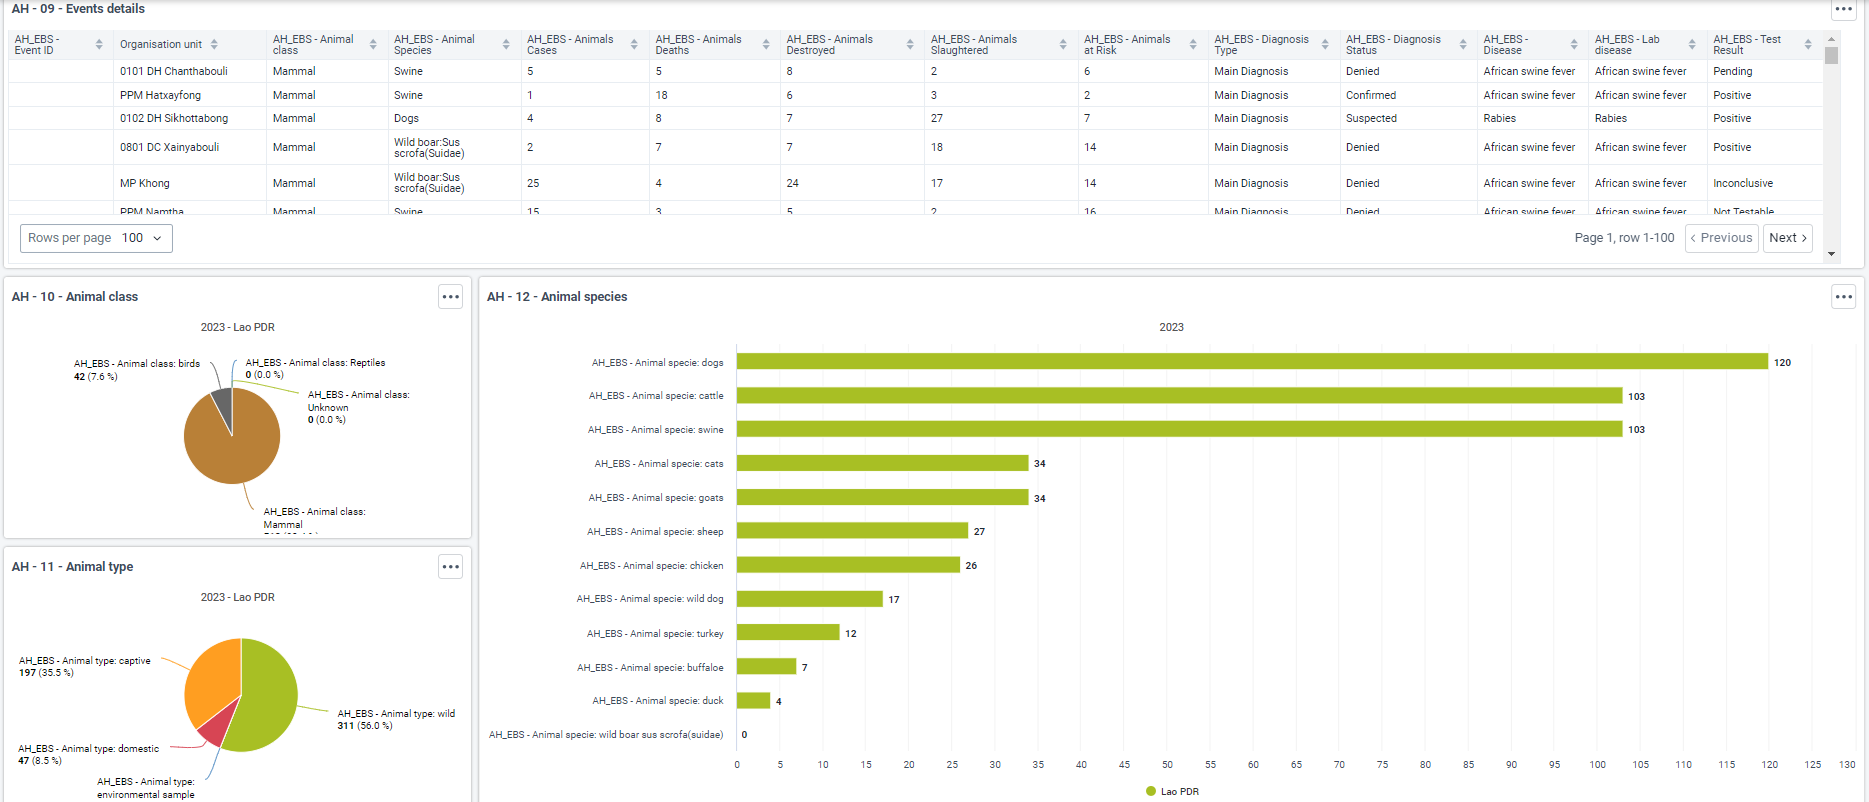 AH - 09 - Events details
AH_EBS - Event ID
Organisation unit
AH_EBS - Animal class
AH_EBS - Animal Species
AH_EBS - Animals Cases
AH_EBS - Animals Deaths
AH_EBS - Animals Destroyed
AH_EBS - Animals Slaughtered
AH_EBS - Animals at Risk
AH_EBS - Diagnosis Type
AH_EBS - Diagnosis Status
AH_EBS - Disease
AH_EBS - Lab disease
AH_EBS - Test Result
0101 DH Chanthabouli Mammal Swine 5 5 8 2 6 Main Diagnosis Denied African swine fever African swine fever Pending
PPM Hatxayfong Mammal Swine 1 18 6 3 2 Main Diagnosis Confirmed African swine fever African swine fever Positive
0102 DH Sikhottabong Mammal Dogs 4 8 7 27 7 Main Diagnosis Suspected Rabies Rabies Positive
0801 DC Xainyabouli Mammal Wild boar:Sus scrofa(Suidae) 2 7 7 18 14 Main Diagnosis Denied African swine fever African swine fever Positive
MP Khong Mammal Wild boar:Sus scrofa(Suidae) 25 4 24 17 14 Main Diagnosis Denied African swine fever African swine fever Inconclusive
PPM Namtha Mammal Swine 15 3 5 2 16 Main Diagnosis Denied African swine fever African swine fever Not Testable
Rows per page 100
Page 1, row 1-100
Previous
Next
AH - 10 - Animal class
2023 - Lao PDR
AH_EBS - Animal class: birds
42 (7.6 %)
AH_EBS - Animal class: Reptiles
0 (0.0 %)
AH_EBS - Animal class:
Unknown
0 (0.0 %)
AH_EBS - Animal class:
Mammal
AH - 11 - Animal type
2023 - Lao PDR
AH_EBS - Animal type: captive
197 (35.5 %)
AH_EBS - Animal type: wild
311 (56.0 %)
AH_EBS - Animal type: domestic
47 (8.5 %)
AH_EBS - Animal type:
environmental sample
AH - 12 - Animal species
2023
AH_EBS - Animal specie: dogs 120
AH_EBS - Animal specie: cattle 103
AH_EBS - Animal specie: swine 103
AH_EBS - Animal specie: cats 34
AH_EBS - Animal specie: goats 34
AH_EBS - Animal specie: sheep 27
AH_EBS - Animal specie: chicken 26
AH_EBS - Animal specie: wild dog 17
AH_EBS - Animal specie: turkey 12
AH_EBS - Animal specie: buffaloe 7
AH_EBS - Animal specie: duck 4
AH_EBS - Animal specie: wild boar sus scrofa(suidae) 0
0 5 10 15 20 25 30 35 40 45 50 55 60 65 70 75 80 85 90 95 100 105 110 115 120 125 130
Lao PDR